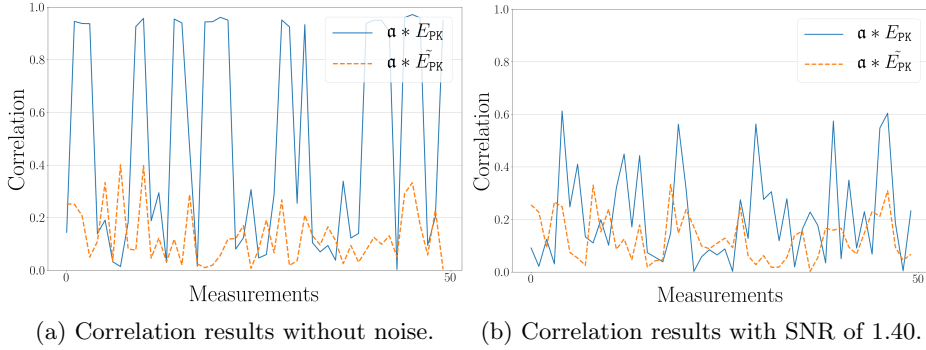 1.0
0.8
0.6
0.4
0.2
0.0
Correlation
0
50
Measurements
𝔞 ∗ E_PK
𝔞 ∗ Ẽ_PK
(a) Correlation results without noise.
1.0
0.8
0.6
0.4
0.2
0.0
Correlation
0
50
Measurements
𝔞 ∗ E_PK
𝔞 ∗ Ẽ_PK
(b) Correlation results with SNR of 1.40.